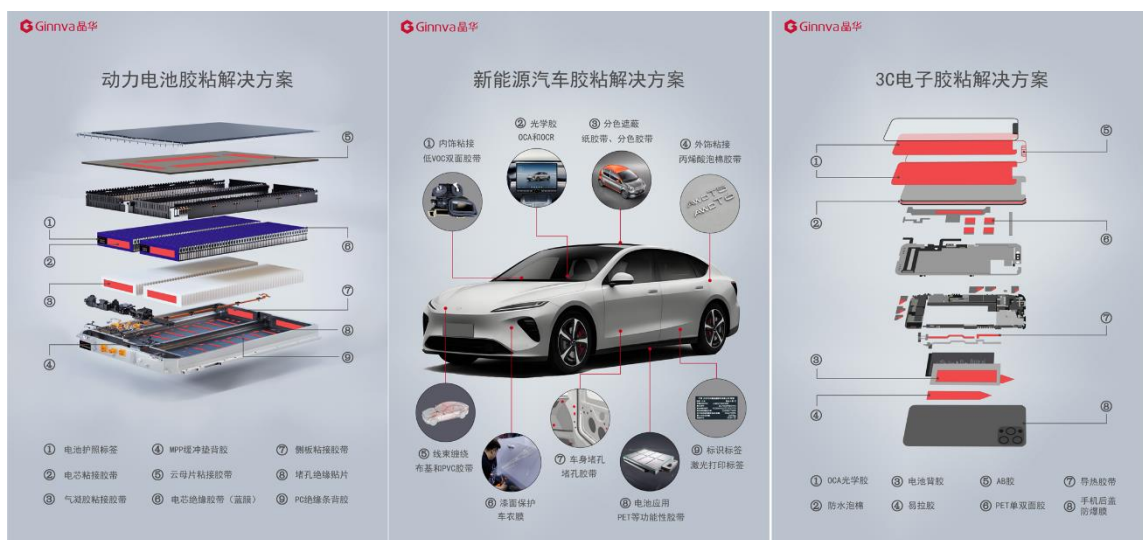 Ginnva晶华
动力电池胶粘解决方案
⑤
①
②
⑥
③
⑦
⑧
④
⑨
① 电池护照标签
④ MPP缓冲垫背胶
⑦ 侧板粘接胶带
② 电芯粘接胶带
⑤ 云母片粘接胶带
⑧ 堵孔绝缘贴片
③ 气凝胶粘接胶带
⑥ 电芯绝缘胶带（蓝膜）
⑨ PC绝缘条背胶
Ginnva晶华
新能源汽车胶粘解决方案
① 内饰粘接
低VOC双面胶带
② 光学胶
OCA和OCR
③ 分色遮蔽
纸胶带、分色胶带
④ 外饰粘接
丙烯酸泡棉胶带
⑤ 线束缠绕
布基和PVC胶带
⑥ 漆面保护
车衣膜
⑦ 车身堵孔
堵孔胶带
⑧ 电池应用
PET等功能性胶带
⑨ 标识标签
激光打印标签
Ginnva晶华
3C电子胶粘解决方案
⑤
①
②
⑥
⑦
③
④
⑧
① OCA光学胶
③ 电池背胶
⑤ AB胶
⑦ 导热胶带
② 防水泡棉
④ 易拉胶
⑥ PET单双面胶
⑧ 手机后盖
防爆膜